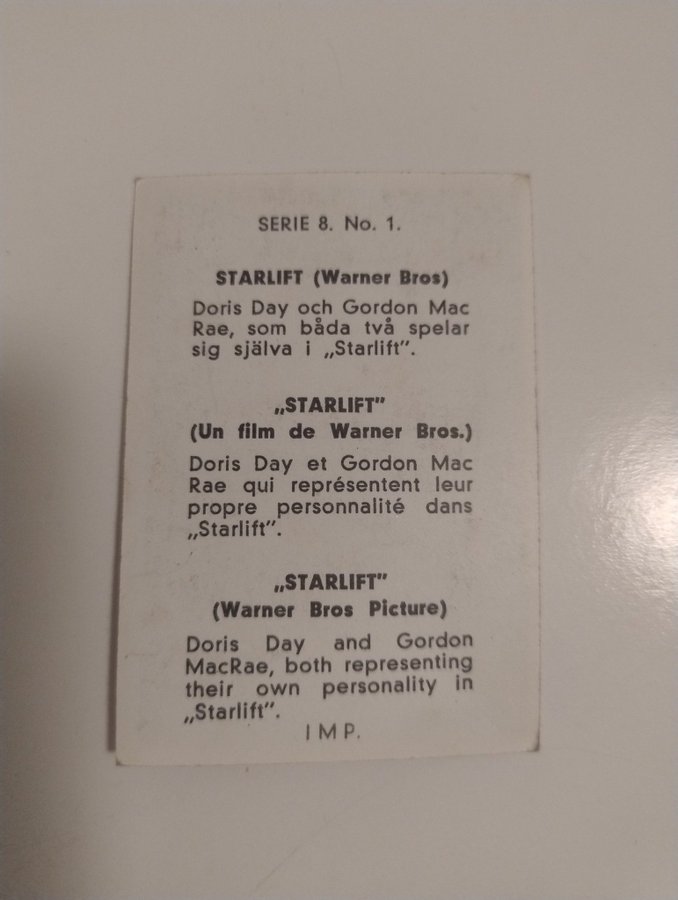 SERIE 8. No. 1.
STARLIFT (Warner Bros)
Doris Day och Gordon Mac
Rae, som båda två spelar
sig själva i „Starlift”.
„STARLIFT”
(Un film de Warner Bros.)
Doris Day et Gordon Mac
Rae qui représentent leur
propre personnalité dans
„Starlift”.
„STARLIFT”
(Warner Bros Picture)
Doris Day and Gordon
MacRae, both representing
their own personality in
„Starlift”.
IMP.